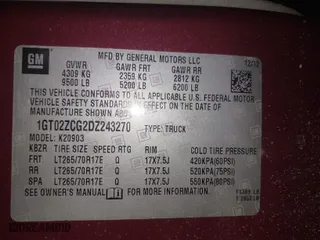 GM
MFD BY GENERAL MOTORS LLC
12/12
GVWR GAWR FRT GAWR RR
4309 KG 2359 KG 2812 KG
9500 LB 5200 LB 6200 LB
THIS VEHICLE CONFORMS TO ALL APPLICABLE U.S. FEDERAL MOTOR
VEHICLE SAFETY STANDARDS IN EFFECT ON THE DATE OF
MANUFACTURE SHOWN ABOVE.
1GT02ZCG2DZ243270 TYPE: TRUCK
MODEL: K20903
KBZR TIRE SIZE SPEED RTG RIM COLD TIRE PRESSURE
FRT LT265/70R17E Q 17X7.5J 420KPA(60PSI)
RR LT265/70R17E Q 17X7.5J 520KPA(75PSI)
SPA LT265/70R17E Q 17X7.5J 550KPA(80PSI)
SEE OWNER'S MANUAL FOR ADDITIONAL INFORMATION.